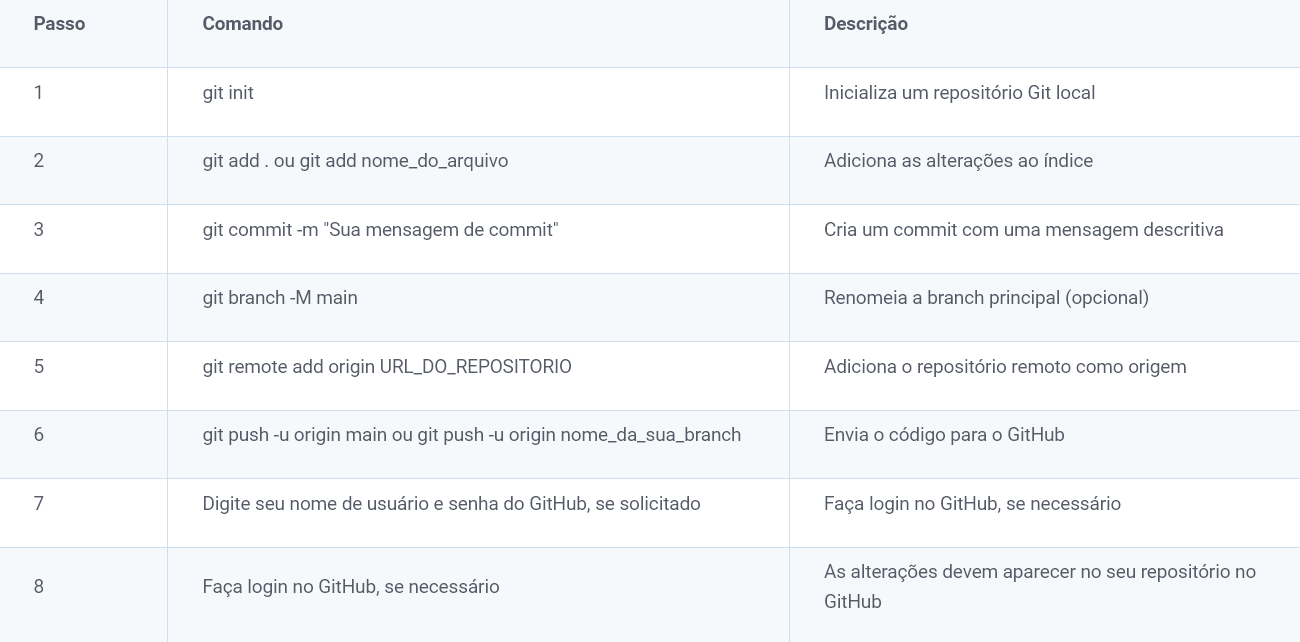 Passo Comando Descrição
1 git init Inicializa um repositório Git local
2 git add . ou git add nome_do_arquivo Adiciona as alterações ao índice
3 git commit -m "Sua mensagem de commit" Cria um commit com uma mensagem descritiva
4 git branch -M main Renomeia a branch principal (opcional)
5 git remote add origin URL_DO_REPOSITORIO Adiciona o repositório remoto como origem
6 git push -u origin main ou git push -u origin nome_da_sua_branch Envia o código para o GitHub
7 Digite seu nome de usuário e senha do GitHub, se solicitado Faça login no GitHub, se necessário
8 Faça login no GitHub, se necessário As alterações devem aparecer no seu repositório no
GitHub